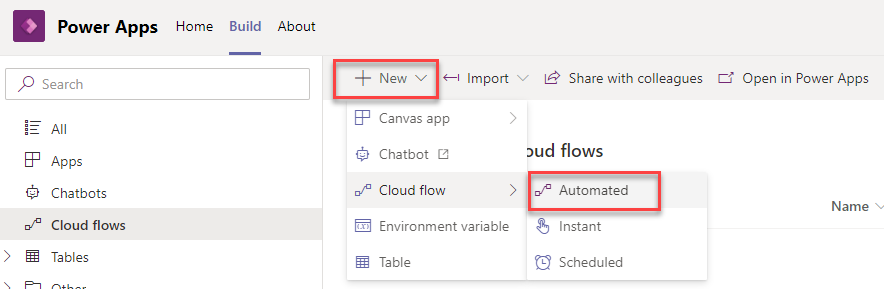 Power Apps Home Build About
Search
New Import Share with colleagues Open in Power Apps
All
Apps
Chatbots
Cloud flows
Tables
Canvas app
Chatbot
Cloud flow
Environment variable
Table
oud flows
Automated
Instant
Scheduled
Name